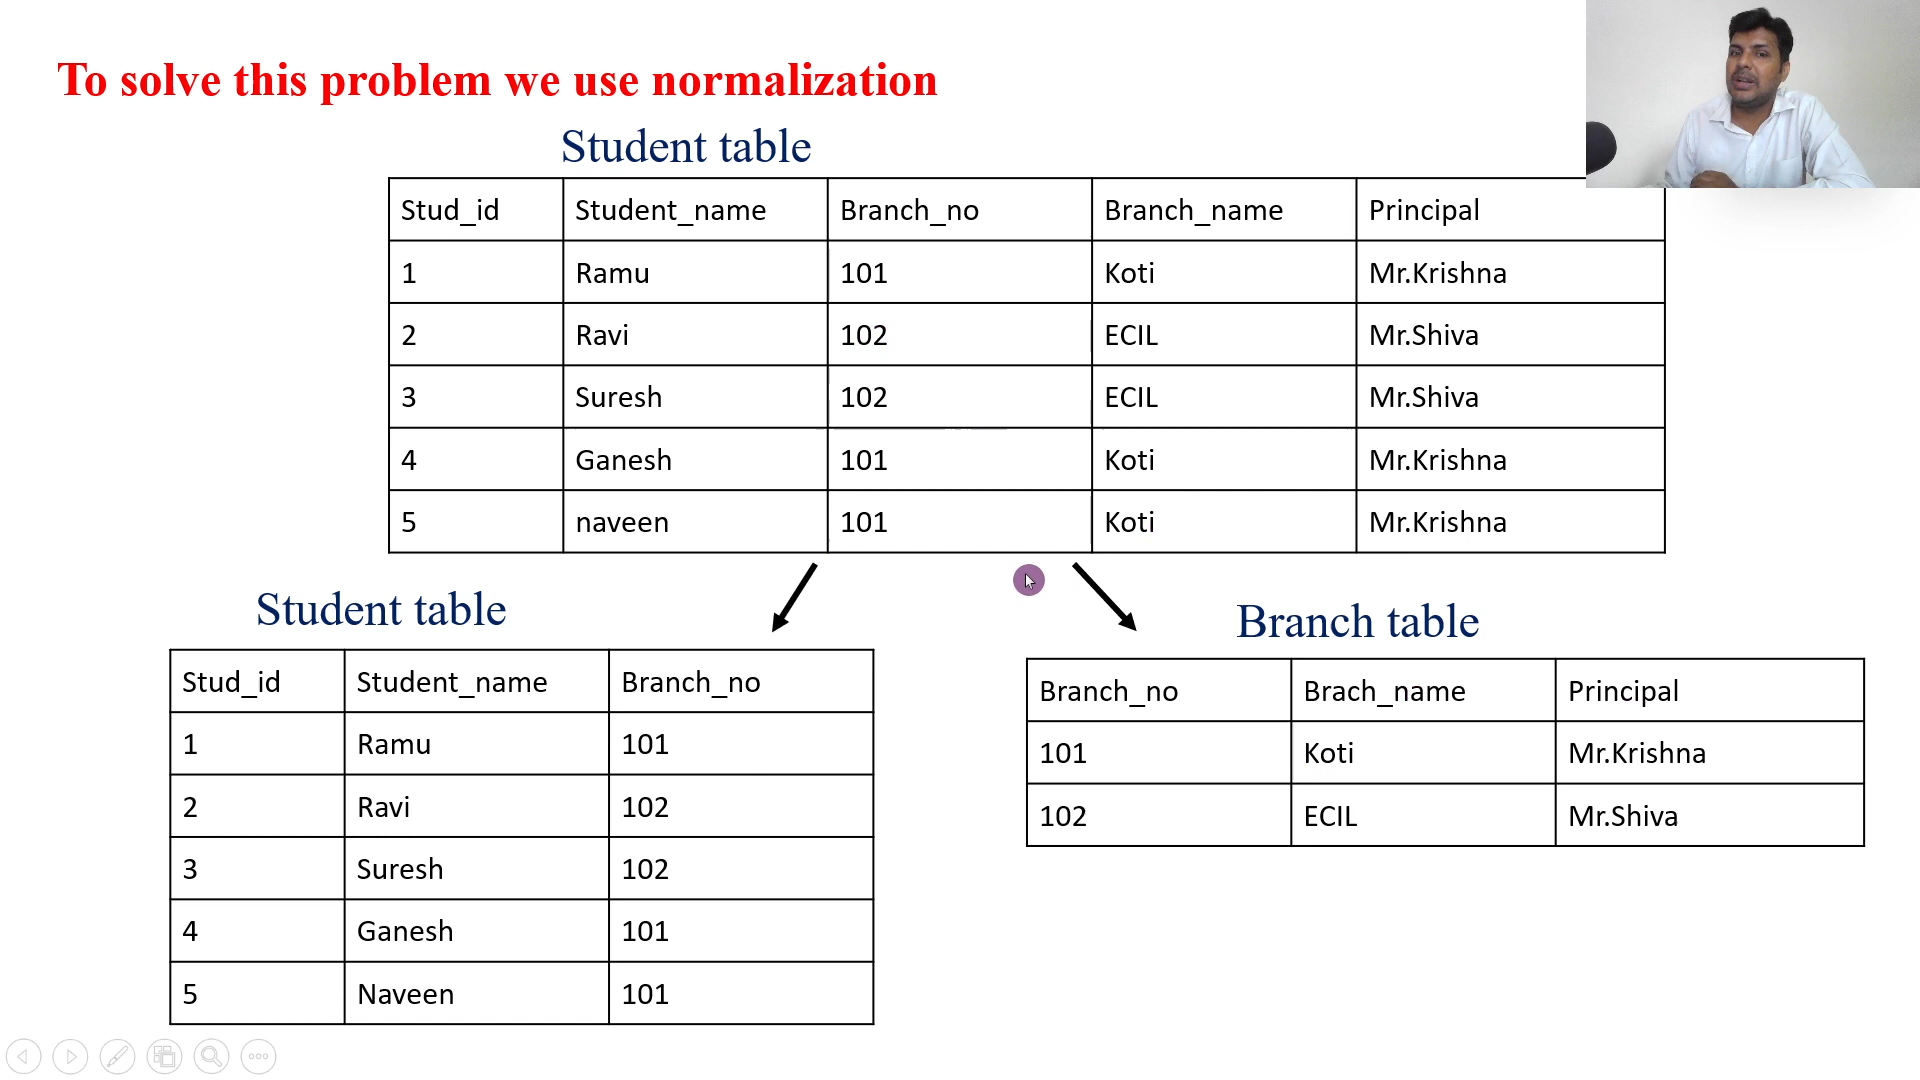 To solve this problem we use normalization
Student table
Stud_id Student_name Branch_no Branch_name Principal
1 Ramu 101 Koti Mr.Krishna
2 Ravi 102 ECIL Mr.Shiva
3 Suresh 102 ECIL Mr.Shiva
4 Ganesh 101 Koti Mr.Krishna
5 naveen 101 Koti Mr.Krishna
Student table
Stud_id Student_name Branch_no
1 Ramu 101
2 Ravi 102
3 Suresh 102
4 Ganesh 101
5 Naveen 101
Branch table
Branch_no Brach_name Principal
101 Koti Mr.Krishna
102 ECIL Mr.Shiva